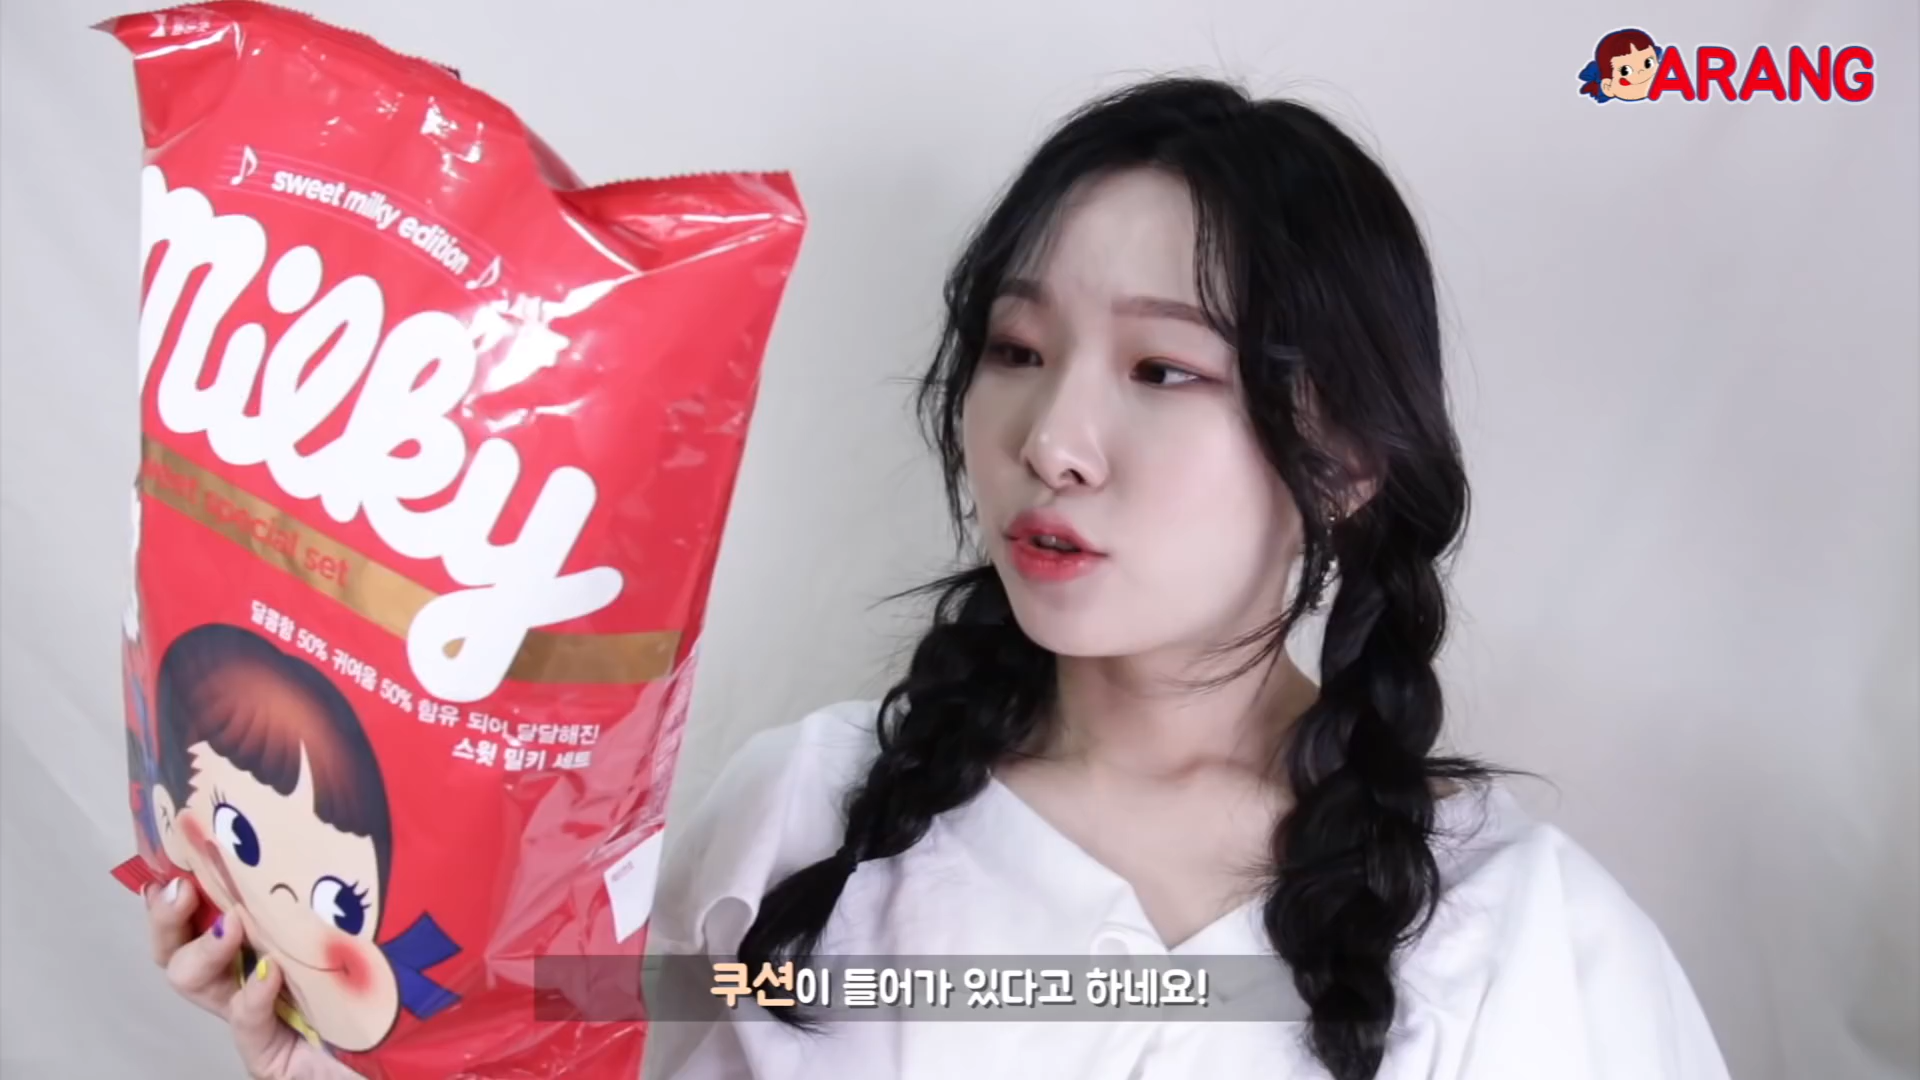 ARANG
sweet milky edition
milky
sweet special set
달콤함 50% 귀여움 50% 함유 되어 달달해진
스윗 밀키 세트
쿠션이 들어가 있다고 하네요!